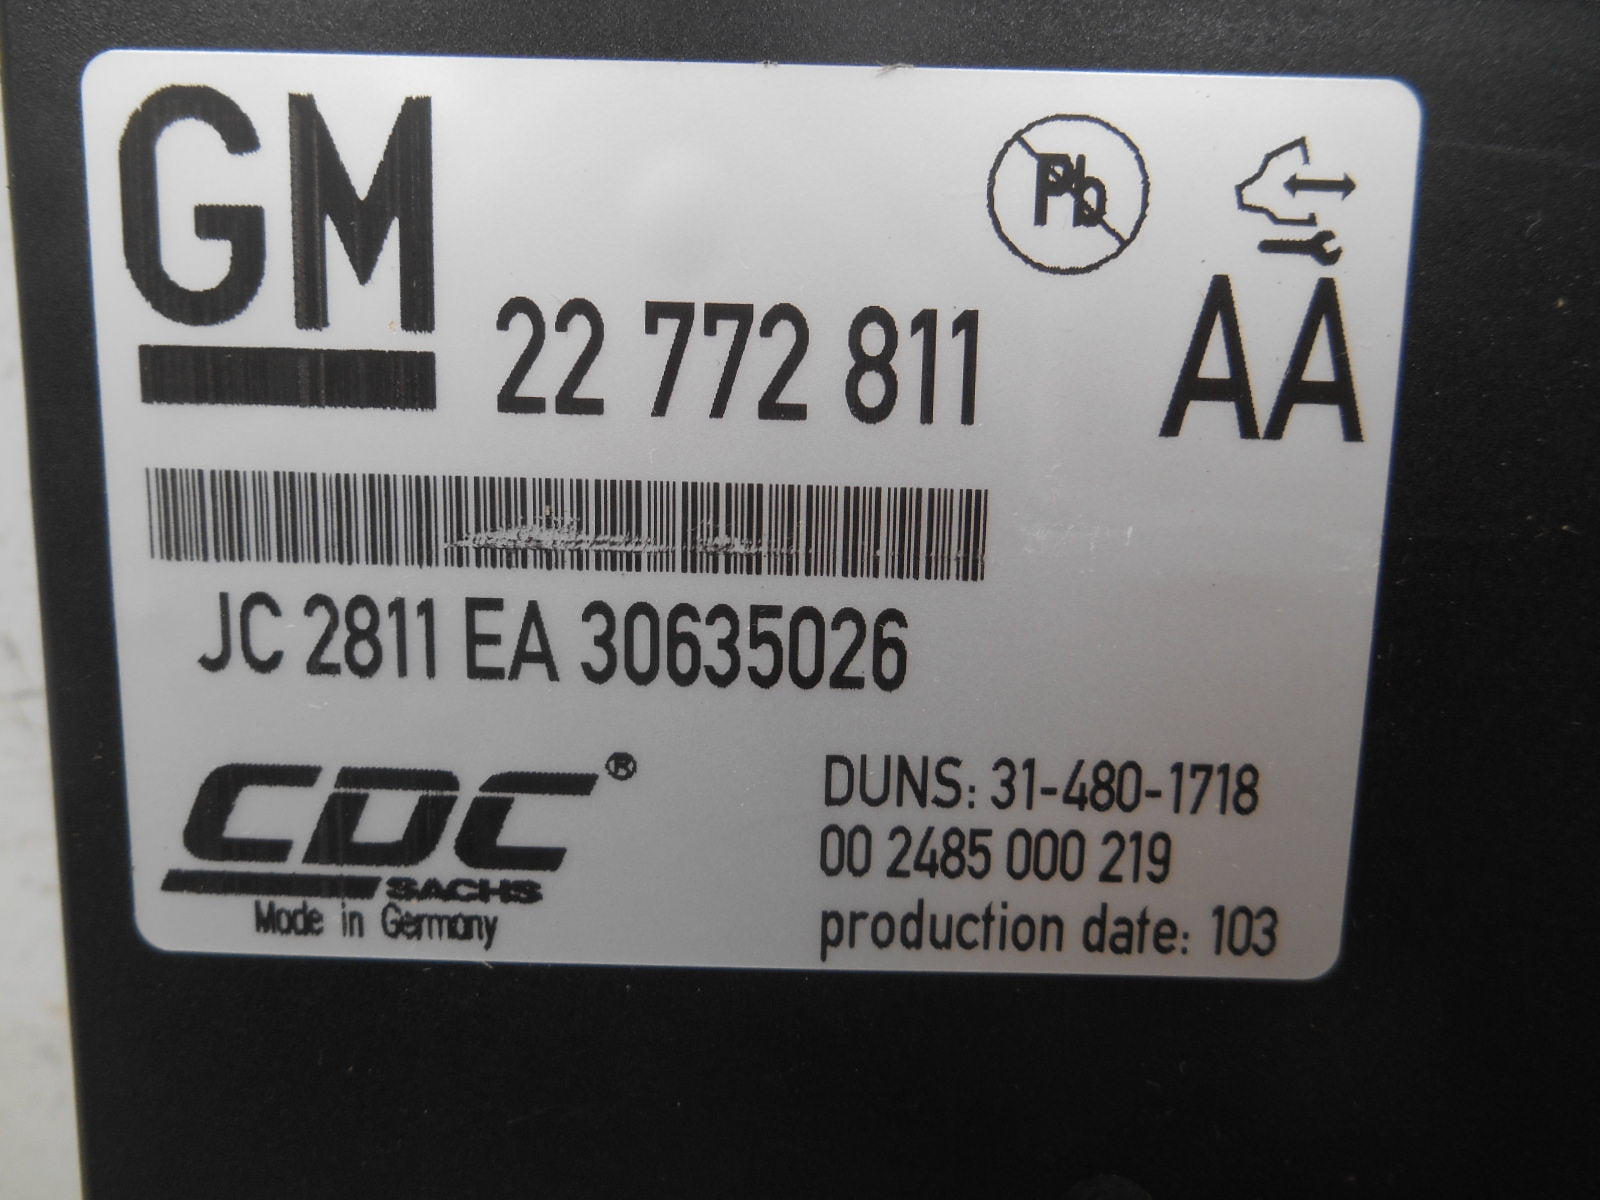 GM
Pb
22 772 811
AA
JC 2811 EA 30635026
CDC®
SACHS
Made in Germany
DUNS: 31-480-1718
00 2485 000 219
production date: 103